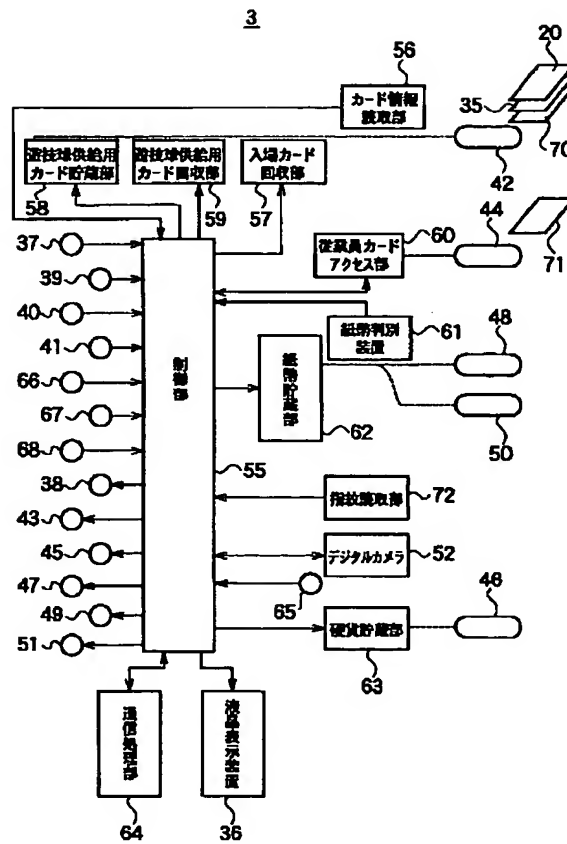 3
20
56
カード情報
読取部
35
70
42
遊技球供給用
カード貯蔵部
58
遊技球供給用
カード回収部
59
入場カード
回収部
57
60
44
71
従業員カード
アクセス部
37
39
40
41
66
67
68
38
43
45
47
49
51
制御部
55
紙幣判別
装置
61
48
紙幣貯蔵部
62
50
指紋読取部
72
デジタルカメラ
52
65
46
硬貨貯蔵部
63
通信処理部
64
液晶表示装置
36